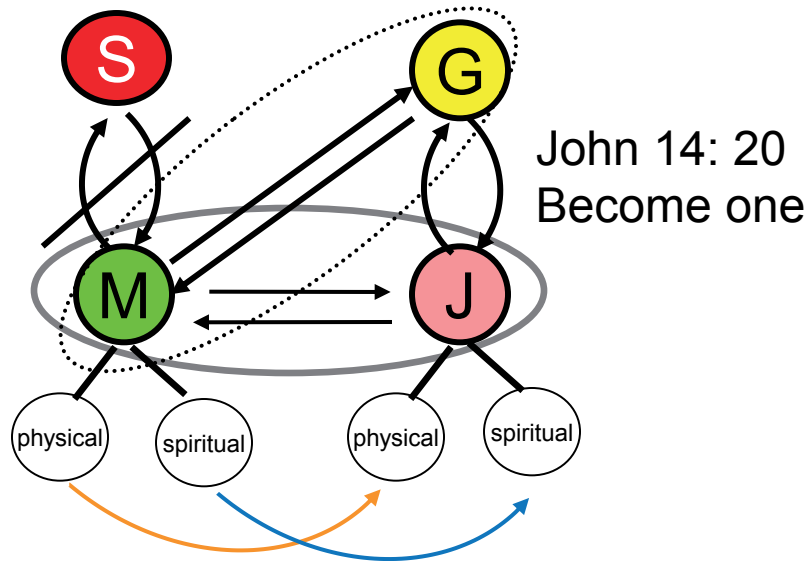 S
G
John 14: 20
Become one
M
J
physical
spiritual
physical
spiritual